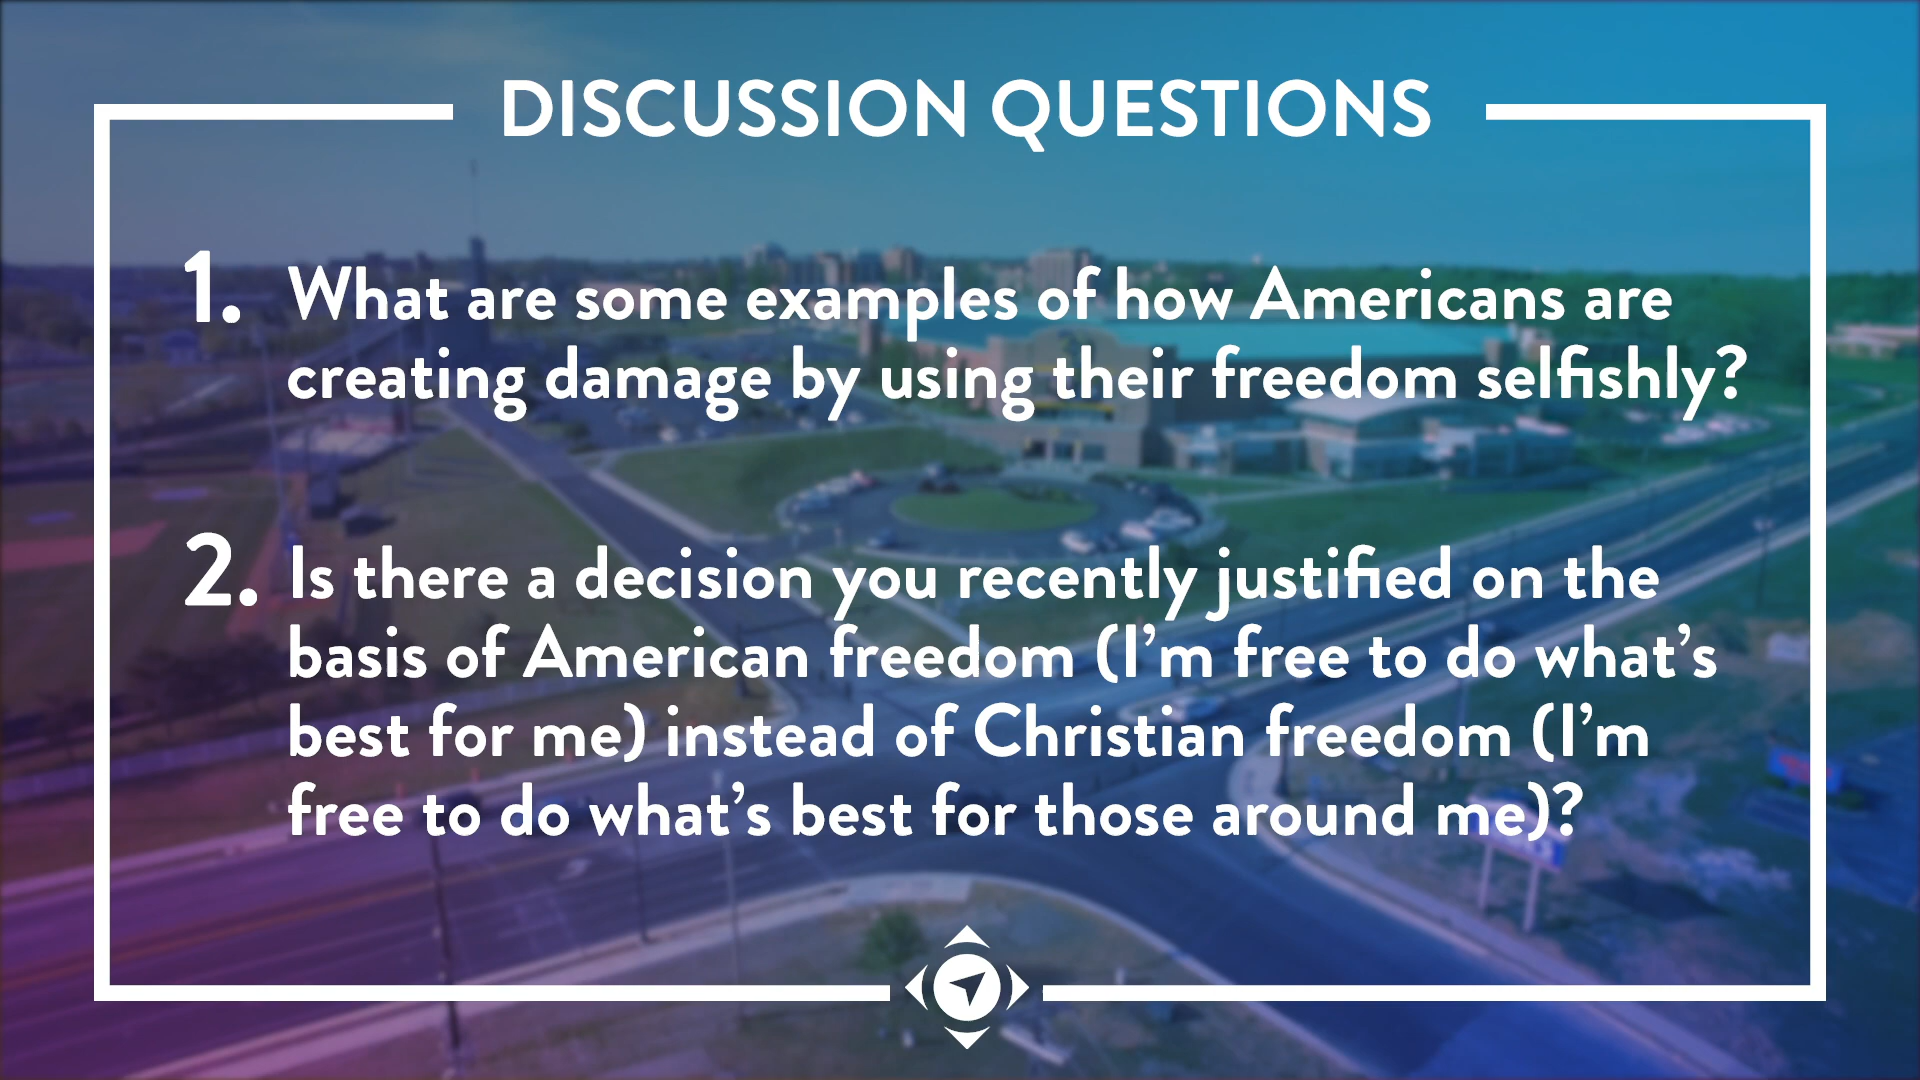 DISCUSSION QUESTIONS
1. What are some examples of how Americans are
creating damage by using their freedom selfishly?
2. Is there a decision you recently justified on the
basis of American freedom (I’m free to do what’s
best for me) instead of Christian freedom (I’m
free to do what’s best for those around me)?